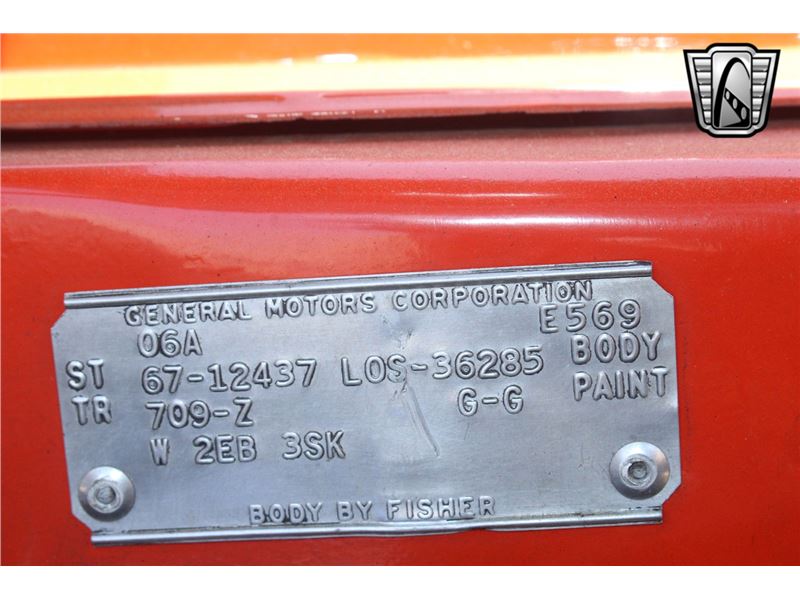 GENERAL MOTORS CORPORATION
06A E569
ST 67-12437 LOS-36285 BODY
TR 709-Z G-G PAINT
W 2EB 3SK
BODY BY FISHER